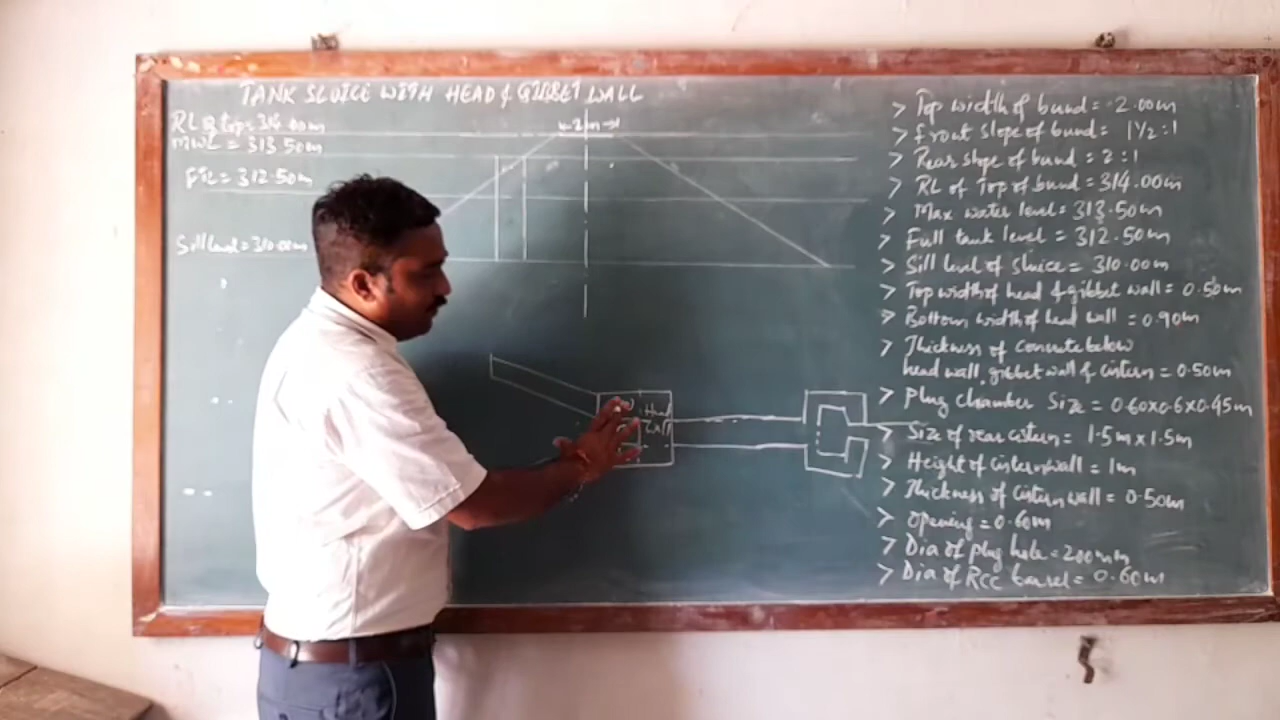 TANK SLUICE WITH HEAD & GIBBET WALL
RL of top = 314.00m
MWL = 313.50m
FTL = 312.50m
Sill level = 310.00m
2m
Head
Wall
> Top width of bund = 2.00m
> Front slope of bund = 1½:1
> Rear slope of bund = 2:1
> RL of Top of bund = 314.00m
> Max water level = 313.50m
> Full tank level = 312.50m
> Sill level of sluice = 310.00m
> Top width of head & gibbet wall = 0.50m
> Bottom width of head wall = 0.90m
> Thickness of concrete below
head wall, gibbet wall & cistern = 0.50m
> Plug chamber Size = 0.60x0.6x0.45m
> Size of rear cistern = 1.5m x 1.5m
> Height of cistern wall = 1m
> Thickness of cistern wall = 0.50m
> Opening = 0.60m
> Dia of plug hole = 200mm
> Dia of RCC barrel = 0.60m